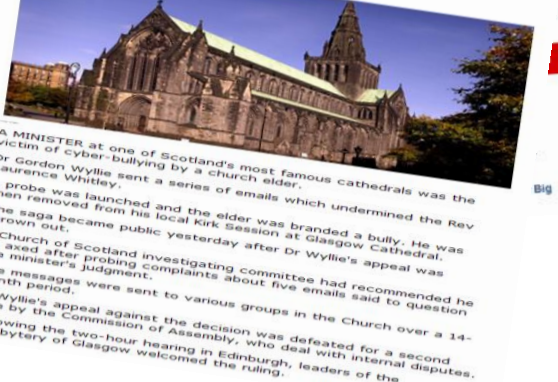 A MINISTER at one of Scotland's most famous cathedrals was the
victim of cyber-bullying by a church elder.
Dr Gordon Wyllie sent a series of emails which undermined the Rev
Laurence Whitley.
probe was launched and the elder was branded a bully. He was
then removed from his local Kirk Session at Glasgow Cathedral.
he saga became public yesterday after Dr Wyllie's appeal was
rown out.
Church of Scotland investigating committee had recommended he
axed after probing complaints about five emails said to question
minister's judgment.
messages were sent to various groups in the Church over a 14-
nth period.
Wyllie's appeal against the decision was defeated for a second
e by the Commission of Assembly, who deal with internal disputes.
owing the two-hour hearing in Edinburgh, leaders of the
bytery of Glasgow welcomed the ruling.
Big